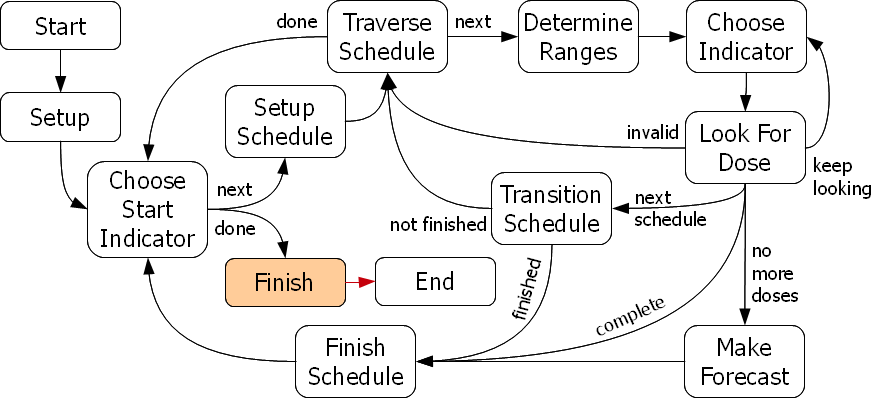 Start
Setup
Choose
Start
Indicator
next
done
Setup
Schedule
done
Traverse
Schedule
next
Determine
Ranges
Choose
Indicator
Look For
Dose
invalid
keep
looking
next
schedule
Transition
Schedule
not finished
finished
complete
no
more
doses
Make
Forecast
Finish
Schedule
Finish
End